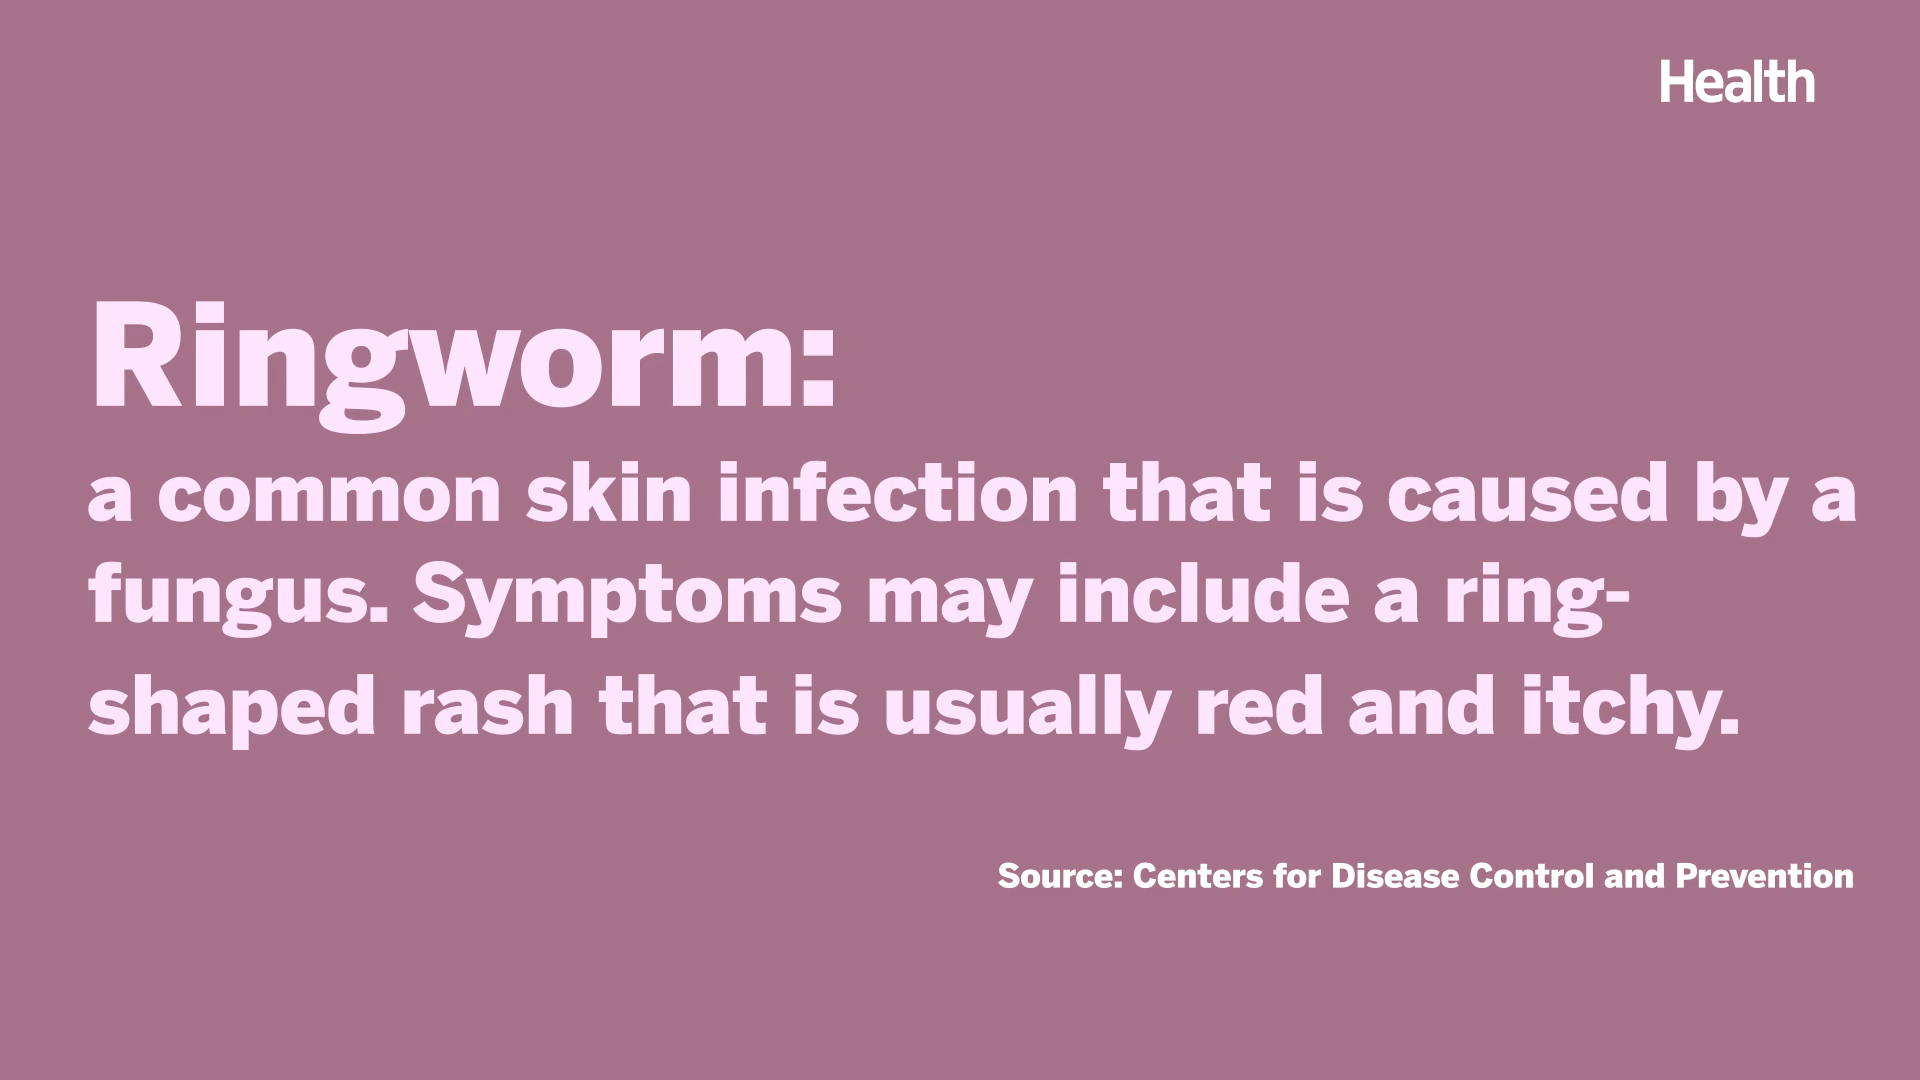 Health
Ringworm:
a common skin infection that is caused by a
fungus. Symptoms may include a ring-
shaped rash that is usually red and itchy.
Source: Centers for Disease Control and Prevention